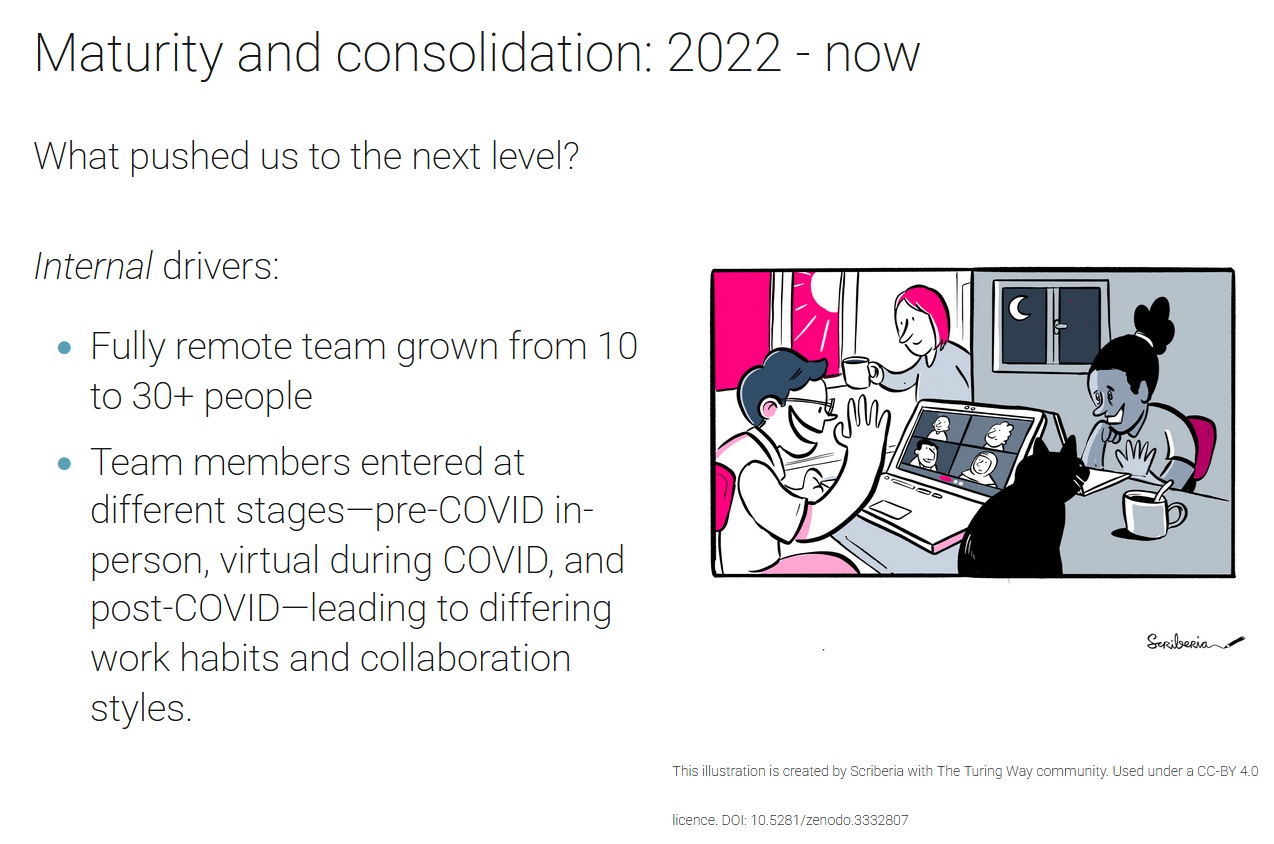 Maturity and consolidation: 2022 - now
What pushed us to the next level?
Internal drivers:
Fully remote team grown from 10
to 30+ people
Team members entered at
different stages—pre-COVID in-
person, virtual during COVID, and
post-COVID—leading to differing
work habits and collaboration
styles.
Scriberia
This illustration is created by Scriberia with The Turing Way community. Used under a CC-BY 4.0
licence. DOI: 10.5281/zenodo.3332807